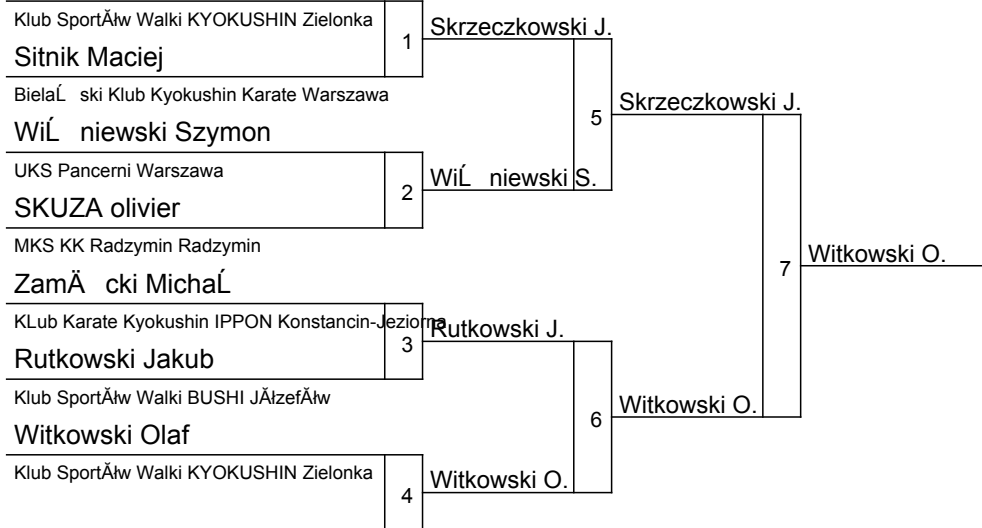 Klub SportĂłw Walki KYOKUSHIN Zielonka
1
Skrzeczkowski J.
Sitnik Maciej
BielaĹ ski Klub Kyokushin Karate Warszawa
5
Skrzeczkowski J.
WiĹ niewski Szymon
UKS Pancerni Warszawa
2
WiĹ niewski S.
SKUZA olivier
MKS KK Radzymin Radzymin
7
Witkowski O.
ZamÄ cki MichaĹ
KLub Karate Kyokushin IPPON Konstancin-Jeziorna
3
Rutkowski J.
Rutkowski Jakub
Klub SportĂłw Walki BUSHI JĂłzefĂłw
6
Witkowski O.
Witkowski Olaf
Klub SportĂłw Walki KYOKUSHIN Zielonka
4
Witkowski O.